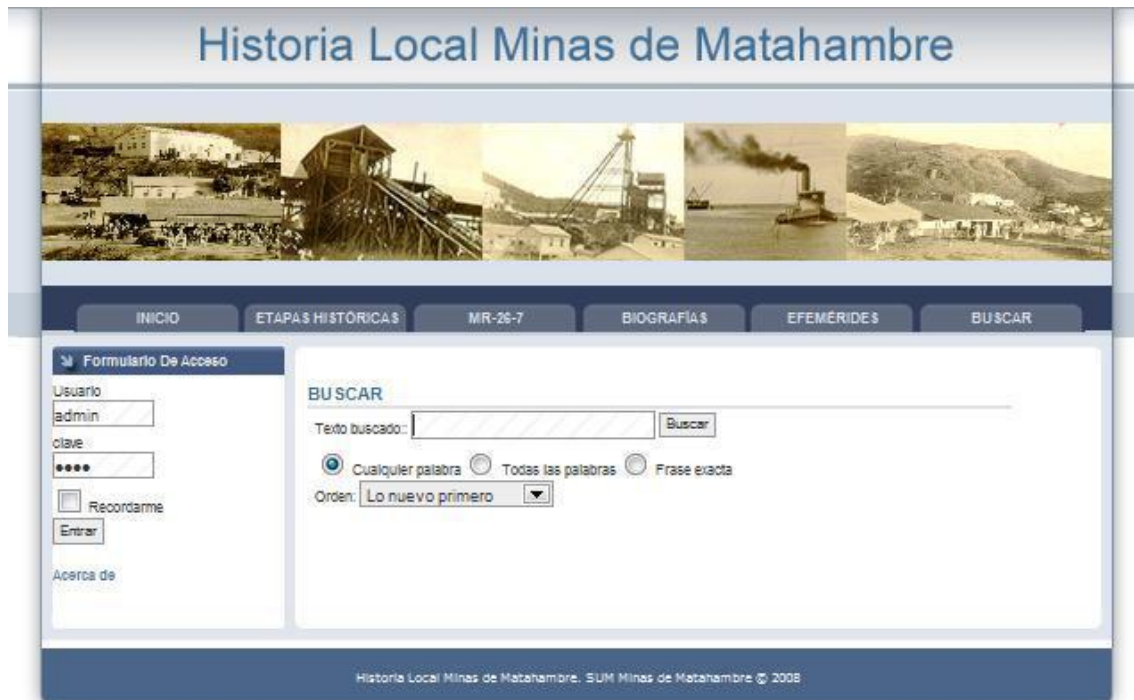 Historia Local Minas de Matahambre
INICIO ETAPAS HISTÓRICAS MR-26-7 BIOGRAFÍAS EFEMÉRIDES BUSCAR
Formulario De Acceso
Usuario
admin
clave
••••
Recordarme
Entrar
Acerca de
BUSCAR
Texto buscado:: Buscar
Cualquier palabra Todas las palabras Frase exacta
Orden: Lo nuevo primero
Historia Local Minas de Matahambre. SUM Minas de Matahambre © 2008